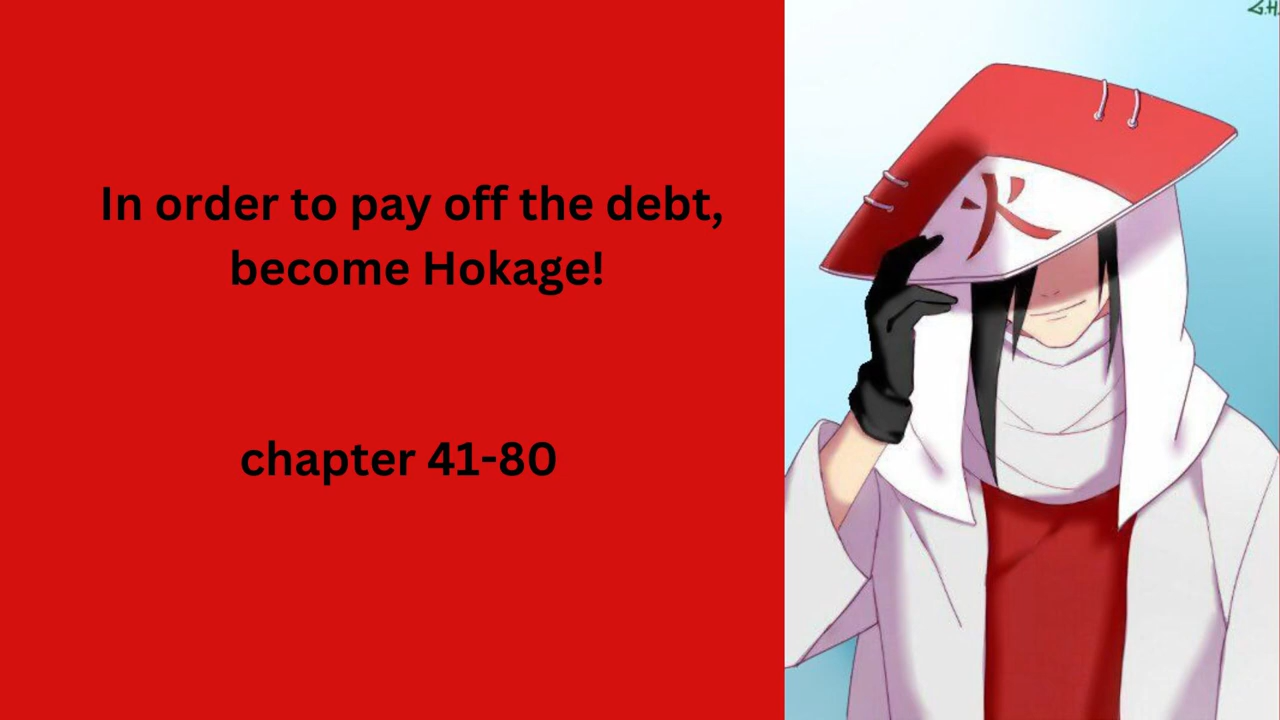 In order to pay off the debt,
become Hokage!
chapter 41-80
火
G.H.